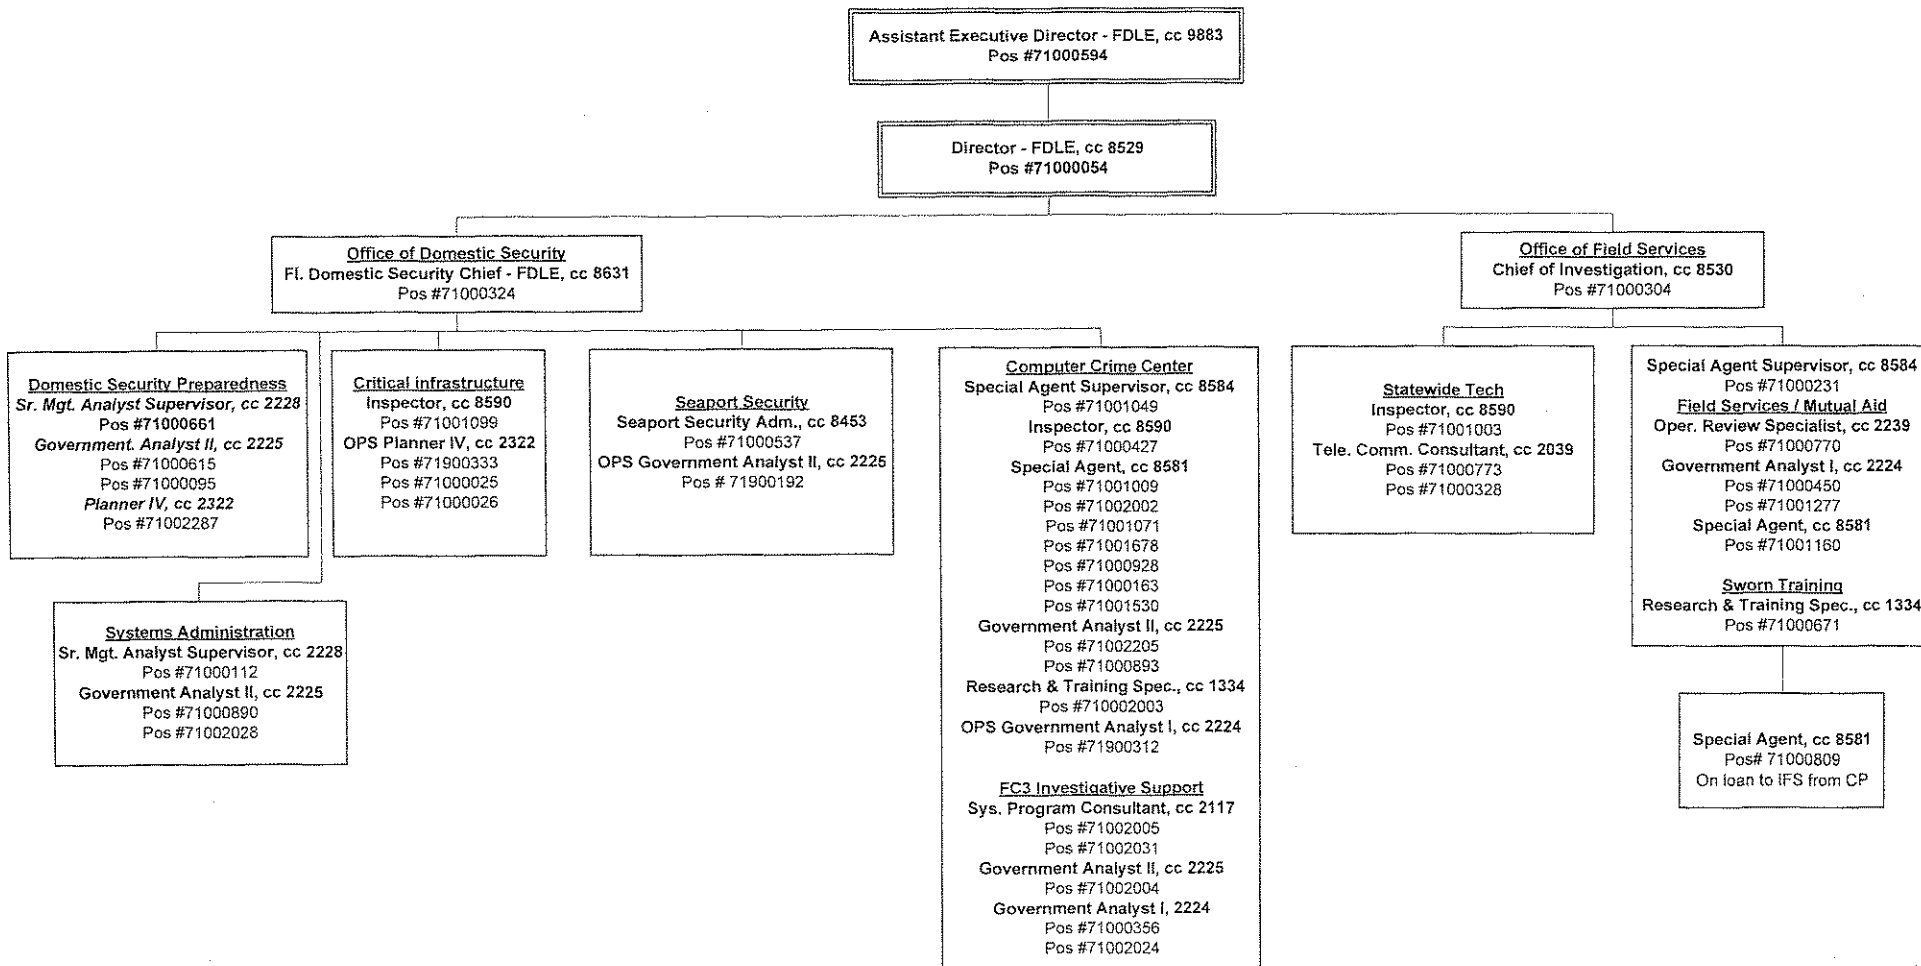 Assistant Executive Director - FDLE, cc 9883
Pos #71000594
Director - FDLE, cc 8529
Pos #71000054
Office of Domestic Security
Fl. Domestic Security Chief - FDLE, cc 8631
Pos #71000324
Office of Field Services
Chief of Investigation, cc 8530
Pos #71000304
Domestic Security Preparedness
Sr. Mgt. Analyst Supervisor, cc 2228
Pos #71000661
Government. Analyst II, cc 2225
Pos #71000615
Pos #71000095
Planner IV, cc 2322
Pos #71002287
Systems Administration
Sr. Mgt. Analyst Supervisor, cc 2228
Pos #71000112
Government Analyst II, cc 2225
Pos #71000890
Pos #71002028
Critical Infrastructure
Inspector, cc 8590
Pos #71001099
OPS Planner IV, cc 2322
Pos #71900333
Pos #71000025
Pos #71000026
Seaport Security
Seaport Security Adm., cc 8453
Pos #71000537
OPS Government Analyst II, cc 2225
Pos # 71900192
Computer Crime Center
Special Agent Supervisor, cc 8584
Pos #71001049
Inspector, cc 8590
Pos #71000427
Special Agent, cc 8581
Pos #71001009
Pos #71002002
Pos #71001071
Pos #71001678
Pos #71000928
Pos #71000163
Pos #71001530
Government Analyst II, cc 2225
Pos #71002205
Pos #71000893
Research & Training Spec., cc 1334
Pos #710002003
OPS Government Analyst I, cc 2224
Pos #71900312
FC3 Investigative Support
Sys. Program Consultant, cc 2117
Pos #71002005
Pos #71002031
Government Analyst II, cc 2225
Pos #71002004
Government Analyst I, 2224
Pos #71000356
Pos #71002024
Statewide Tech
Inspector, cc 8590
Pos #71001003
Tele. Comm. Consultant, cc 2039
Pos #71000773
Pos #71000328
Special Agent Supervisor, cc 8584
Pos #71000231
Field Services / Mutual Aid
Oper. Review Specialist, cc 2239
Pos #71000770
Government Analyst I, cc 2224
Pos #71000450
Pos #71001277
Special Agent, cc 8581
Pos #71001160
Sworn Training
Research & Training Spec., cc 1334
Pos #71000671
Special Agent, cc 8581
Pos# 71000809
On loan to IFS from CP